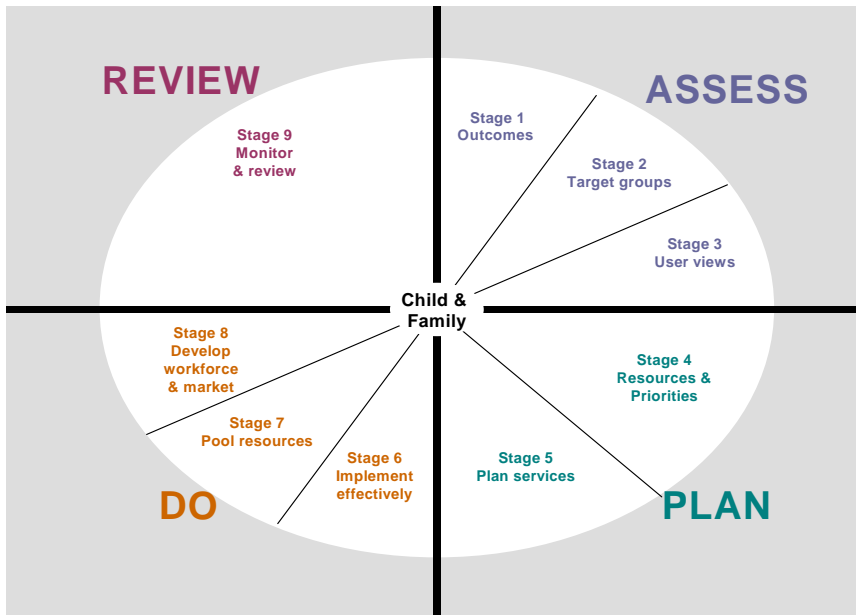 REVIEW
ASSESS
Stage 1
Outcomes
Stage 9
Monitor
& review
Stage 2
Target groups
Stage 3
User views
Child &
Family
Stage 8
Develop
workforce
& market
Stage 4
Resources &
Priorities
Stage 7
Pool resources
Stage 6
Implement
effectively
Stage 5
Plan services
DO
PLAN